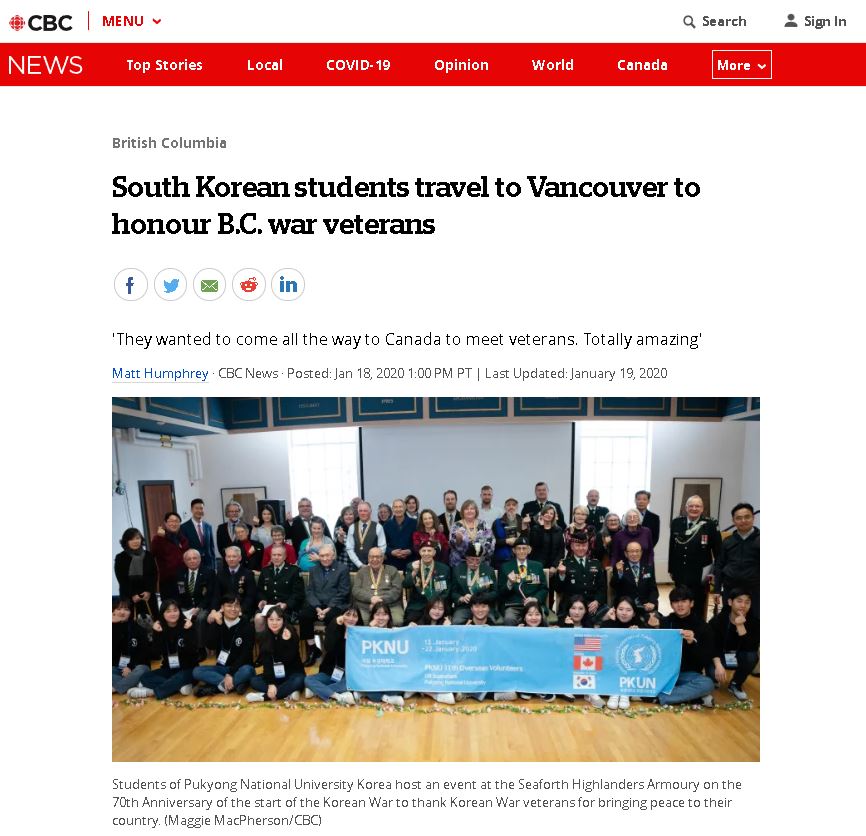 CBC MENU Search Sign In
NEWS Top Stories Local COVID-19 Opinion World Canada More
British Columbia
South Korean students travel to Vancouver to
honour B.C. war veterans
'They wanted to come all the way to Canada to meet veterans. Totally amazing'
Matt Humphrey · CBC News · Posted: Jan 18, 2020 1:00 PM PT | Last Updated: January 19, 2020
PKNU
13. January
- 22. January. 2020
PKNU 11th Overseas Volunteers
Pukyong National University
PKUN
Students of Pukyong National University Korea host an event at the Seaforth Highlanders Armoury on the
70th Anniversary of the start of the Korean War to thank Korean War veterans for bringing peace to their
country. (Maggie MacPherson/CBC)